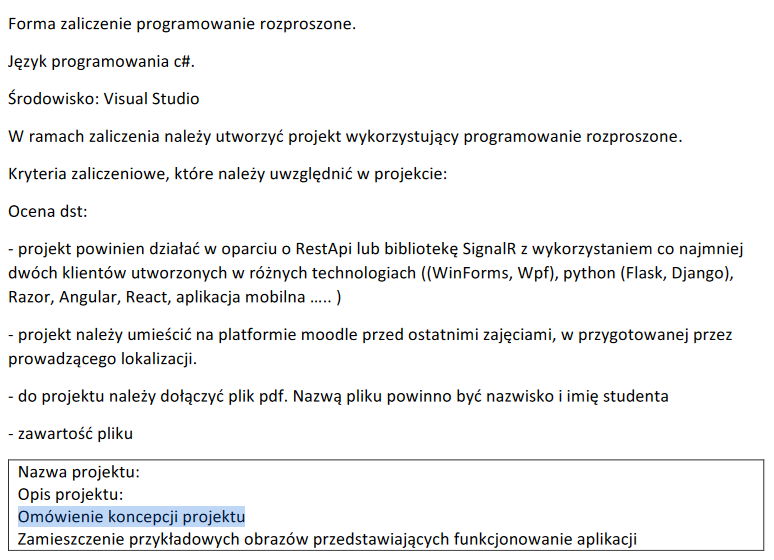 Forma zaliczenie programowanie rozproszone.
Język programowania c#.
Środowisko: Visual Studio
W ramach zaliczenia należy utworzyć projekt wykorzystujący programowanie rozproszone.
Kryteria zaliczeniowe, które należy uwzględnić w projekcie:
Ocena dst:
- projekt powinien działać w oparciu o RestApi lub bibliotekę SignalR z wykorzystaniem co najmniej
dwóch klientów utworzonych w różnych technologiach ((WinForms, Wpf), python (Flask, Django),
Razor, Angular, React, aplikacja mobilna ..... )
- projekt należy umieścić na platformie moodle przed ostatnimi zajęciami, w przygotowanej przez
prowadzącego lokalizacji.
- do projektu należy dołączyć plik pdf. Nazwą pliku powinno być nazwisko i imię studenta
- zawartość pliku
Nazwa projektu:
Opis projektu:
Omówienie koncepcji projektu
Zamieszczenie przykładowych obrazów przedstawiających funkcjonowanie aplikacji